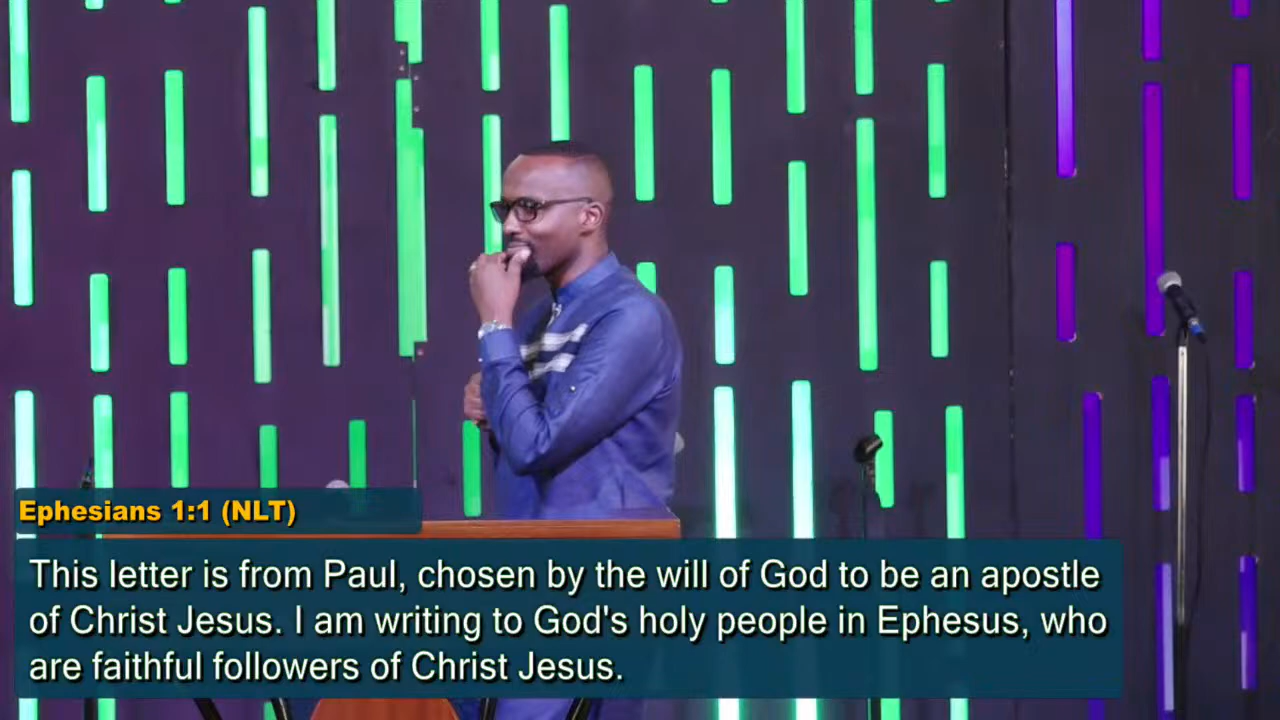 Ephesians 1:1 (NLT)
This letter is from Paul, chosen by the will of God to be an apostle
of Christ Jesus. I am writing to God's holy people in Ephesus, who
are faithful followers of Christ Jesus.